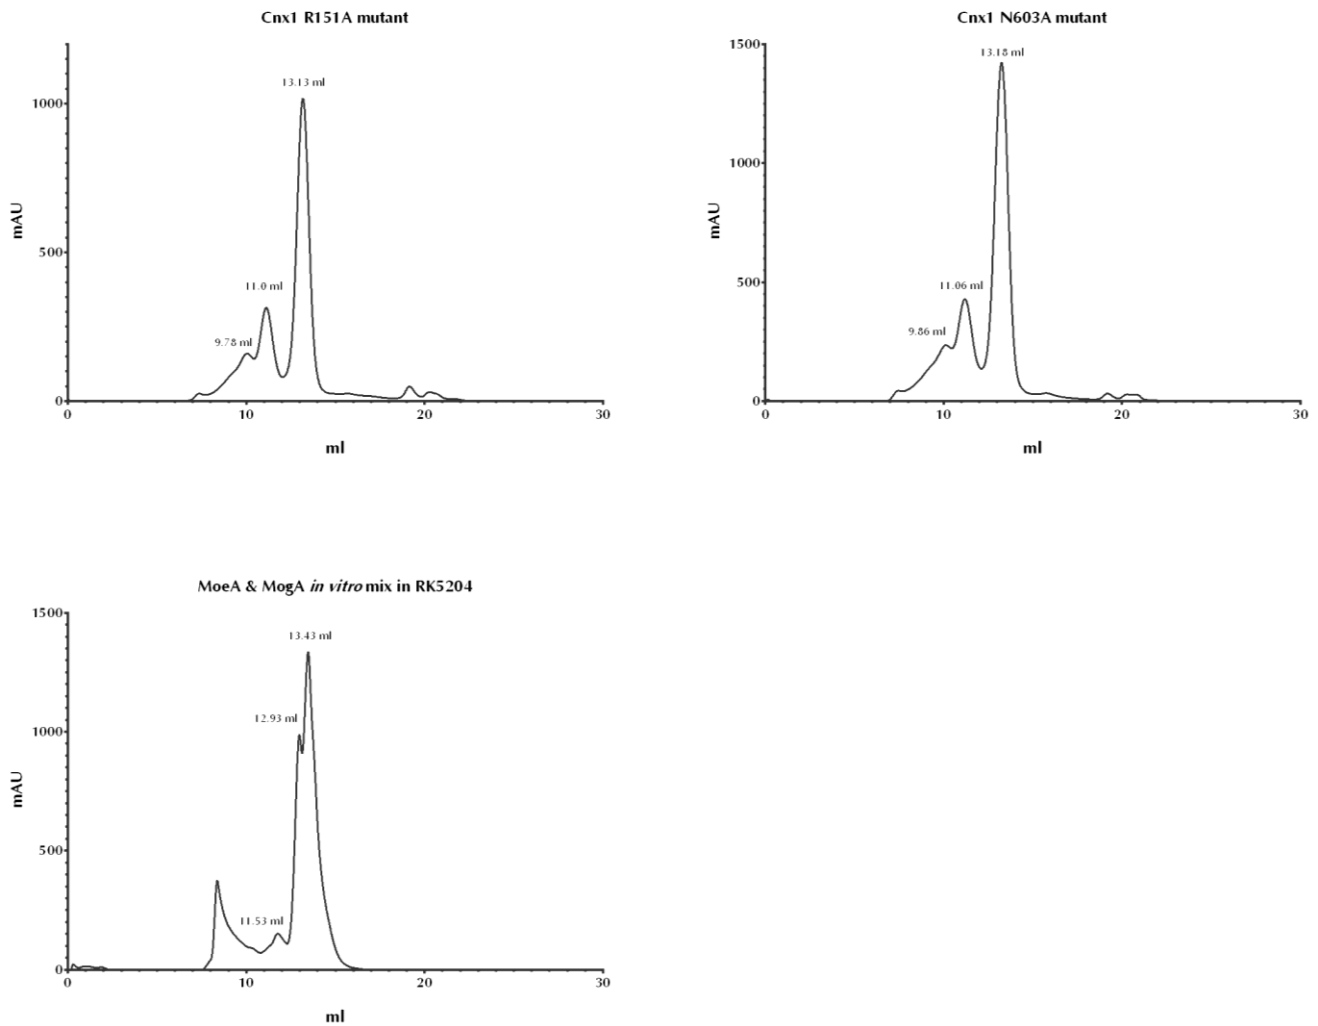 Cnx1 R151A mutant
13.13 ml
1000
mAU
500
11.0 ml
9.78 ml
0
0 10 20 30
ml
Cnx1 N603A mutant
1500
13.18 ml
1000
mAU
500
11.06 ml
9.86 ml
0
0 10 20 30
ml
MoeA & MogA in vitro mix in RK5204
1500
13.43 ml
12.93 ml
1000
mAU
500
11.53 ml
0
0 10 20 30
ml